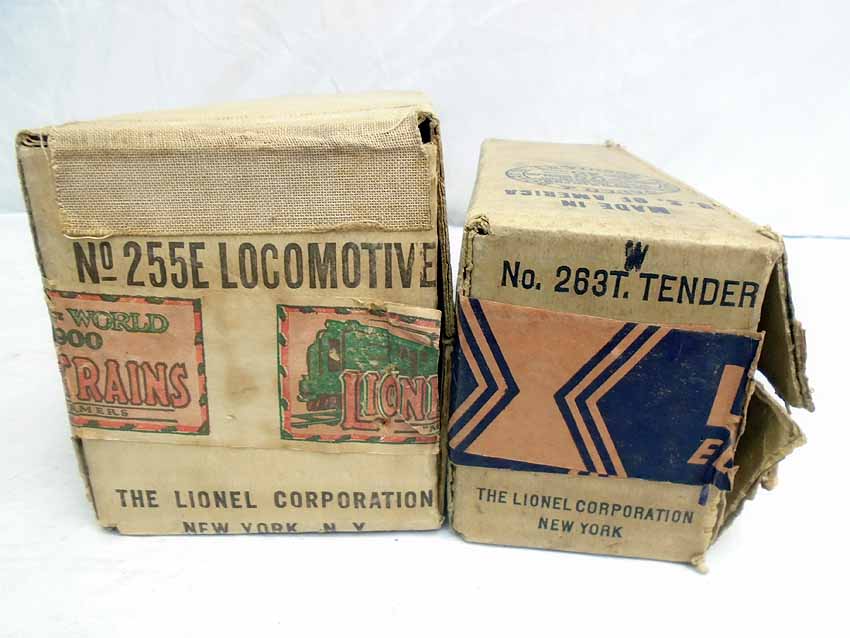 No 255E LOCOMOTIVE
WORLD
900
TRAINS
LION
THE LIONEL CORPORATION
NEW YORK N Y
MADE IN
U. S. OF AMERICA
W
No. 263T. TENDER
L
E
THE LIONEL CORPORATION
NEW YORK